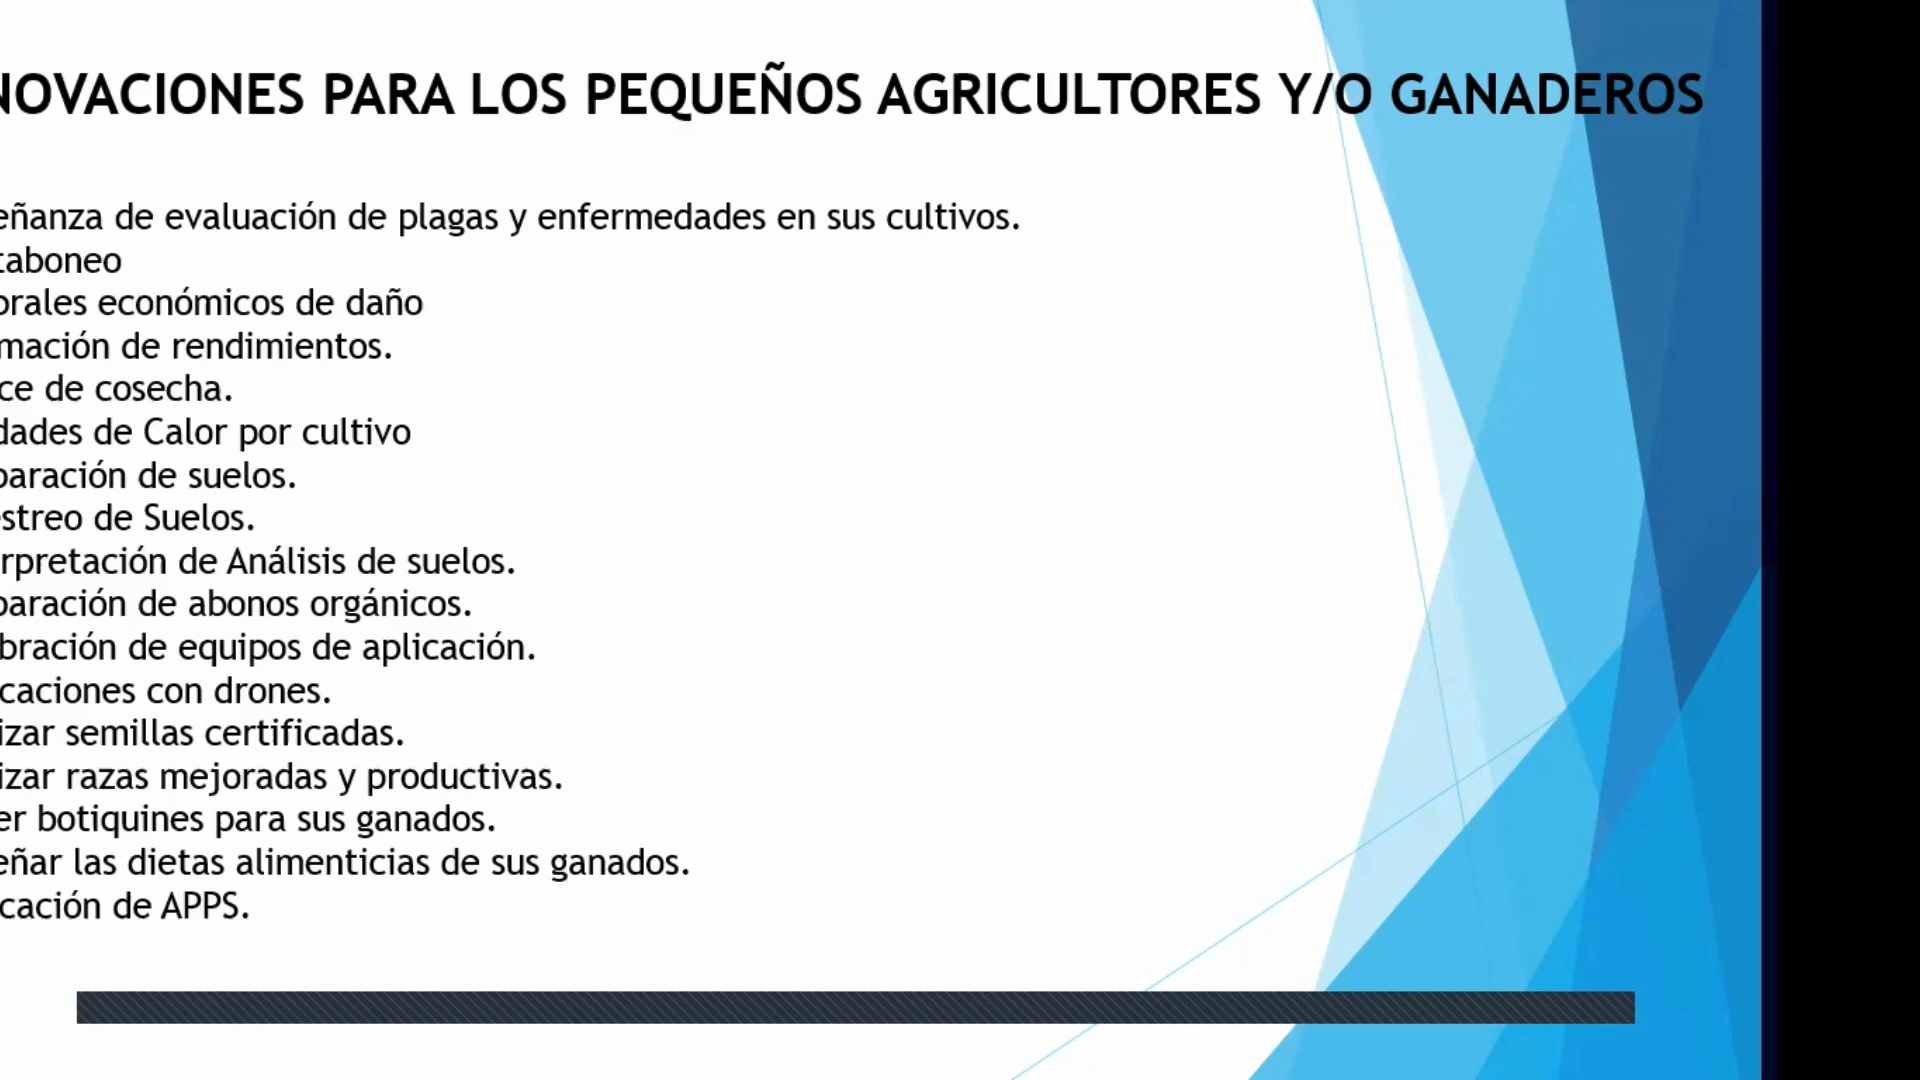 NOVACIONES PARA LOS PEQUEÑOS AGRICULTORES Y/O GANADEROS
eñanza de evaluación de plagas y enfermedades en sus cultivos.
taboneo
orales económicos de daño
mación de rendimientos.
ce de cosecha.
dades de Calor por cultivo
paración de suelos.
streo de Suelos.
rpretación de Análisis de suelos.
paración de abonos orgánicos.
bración de equipos de aplicación.
caciones con drones.
izar semillas certificadas.
izar razas mejoradas y productivas.
er botiquines para sus ganados.
eñar las dietas alimenticias de sus ganados.
cación de APPS.